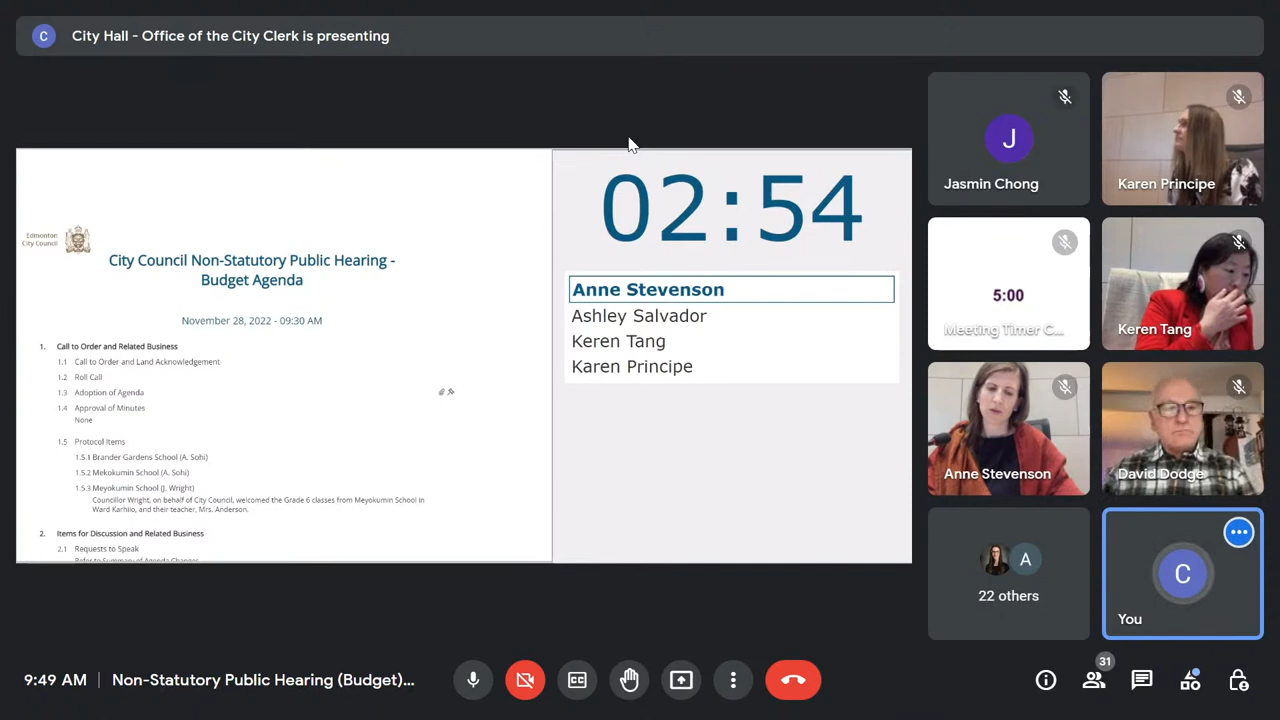 C
City Hall - Office of the City Clerk is presenting
Edmonton
City Council
City Council Non-Statutory Public Hearing -
Budget Agenda
November 28, 2022 - 09:30 AM
1. Call to Order and Related Business
1.1 Call to Order and Land Acknowledgement
1.2 Roll Call
1.3 Adoption of Agenda
1.4 Approval of Minutes
None
1.5 Protocol Items
1.5.1 Brander Gardens School (A. Sohi)
1.5.2 Mekokumin School (A. Sohi)
1.5.3 Meyokumin School (J. Wright)
Councillor Wright, on behalf of City Council, welcomed the Grade 6 classes from Meyokumin School in
Ward Karhiio, and their teacher, Mrs. Anderson.
2. Items for Discussion and Related Business
2.1 Requests to Speak
Refer to Summary of Agenda Changes
02:54
Anne Stevenson
Ashley Salvador
Keren Tang
Karen Principe
J
Jasmin Chong
Karen Principe
5:00
Meeting Timer C...
Keren Tang
Anne Stevenson
David Dodge
A
22 others
C
You
9:49 AM | Non-Statutory Public Hearing (Budget)...
31